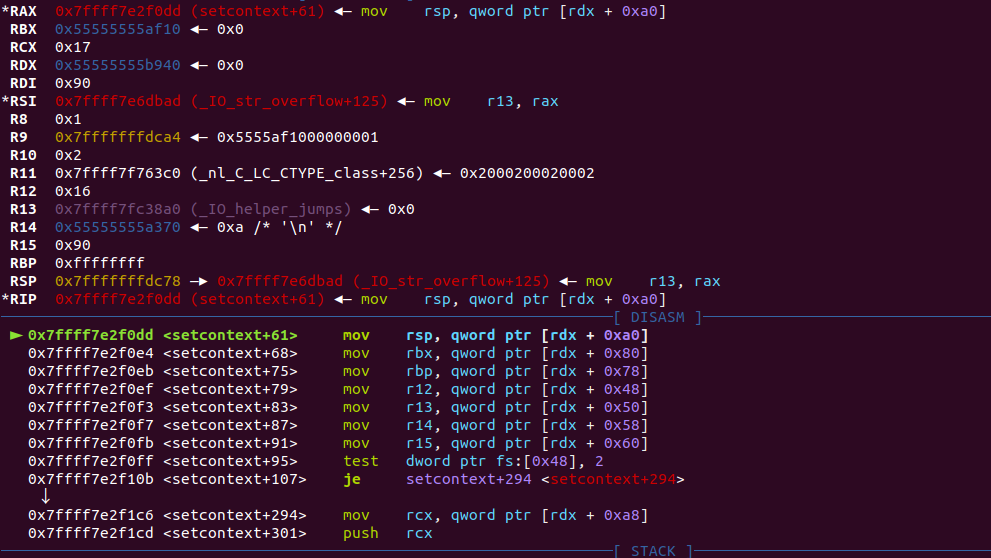 *RAX 0x7ffff7e2f0dd (setcontext+61) ◂— mov rsp, qword ptr [rdx + 0xa0]
RBX 0x55555555af10 ◂— 0x0
RCX 0x17
RDX 0x55555555b940 ◂— 0x0
RDI 0x90
*RSI 0x7ffff7e6dbad (_IO_str_overflow+125) ◂— mov r13, rax
R8 0x1
R9 0x7fffffffdca4 ◂— 0x5555af1000000001
R10 0x2
R11 0x7ffff7f763c0 (_nl_C_LC_CTYPE_class+256) ◂— 0x2000200020002
R12 0x16
R13 0x7ffff7fc38a0 (_IO_helper_jumps) ◂— 0x0
R14 0x55555555a370 ◂— 0xa /* '\n' */
R15 0x90
RBP 0xffffffff
RSP 0x7fffffffdc78 —▸ 0x7ffff7e6dbad (_IO_str_overflow+125) ◂— mov r13, rax
*RIP 0x7ffff7e2f0dd (setcontext+61) ◂— mov rsp, qword ptr [rdx + 0xa0]
[ DISASM ]
► 0x7ffff7e2f0dd <setcontext+61> mov rsp, qword ptr [rdx + 0xa0]
0x7ffff7e2f0e4 <setcontext+68> mov rbx, qword ptr [rdx + 0x80]
0x7ffff7e2f0eb <setcontext+75> mov rbp, qword ptr [rdx + 0x78]
0x7ffff7e2f0ef <setcontext+79> mov r12, qword ptr [rdx + 0x48]
0x7ffff7e2f0f3 <setcontext+83> mov r13, qword ptr [rdx + 0x50]
0x7ffff7e2f0f7 <setcontext+87> mov r14, qword ptr [rdx + 0x58]
0x7ffff7e2f0fb <setcontext+91> mov r15, qword ptr [rdx + 0x60]
0x7ffff7e2f0ff <setcontext+95> test dword ptr fs:[0x48], 2
0x7ffff7e2f10b <setcontext+107> je setcontext+294 <setcontext+294>
↓
0x7ffff7e2f1c6 <setcontext+294> mov rcx, qword ptr [rdx + 0xa8]
0x7ffff7e2f1cd <setcontext+301> push rcx
[ STACK ]